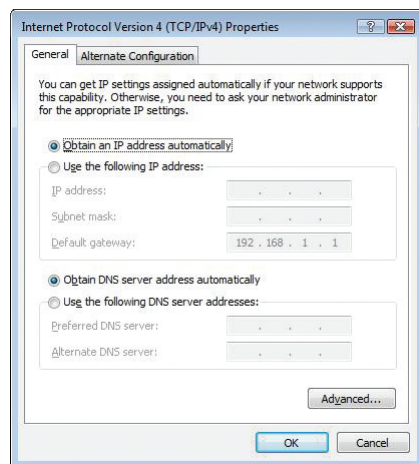 Internet Protocol Version 4 (TCP/IPv4) Properties
General
Alternate Configuration
You can get IP settings assigned automatically if your network supports
this capability. Otherwise, you need to ask your network administrator
for the appropriate IP settings.
Obtain an IP address automatically
Use the following IP address:
IP address:
. . .
Subnet mask:
. . .
Default gateway:
192 . 168 . 1 . 1
Obtain DNS server address automatically
Use the following DNS server addresses:
Preferred DNS server:
. . .
Alternate DNS server:
. . .
Advanced...
OK
Cancel